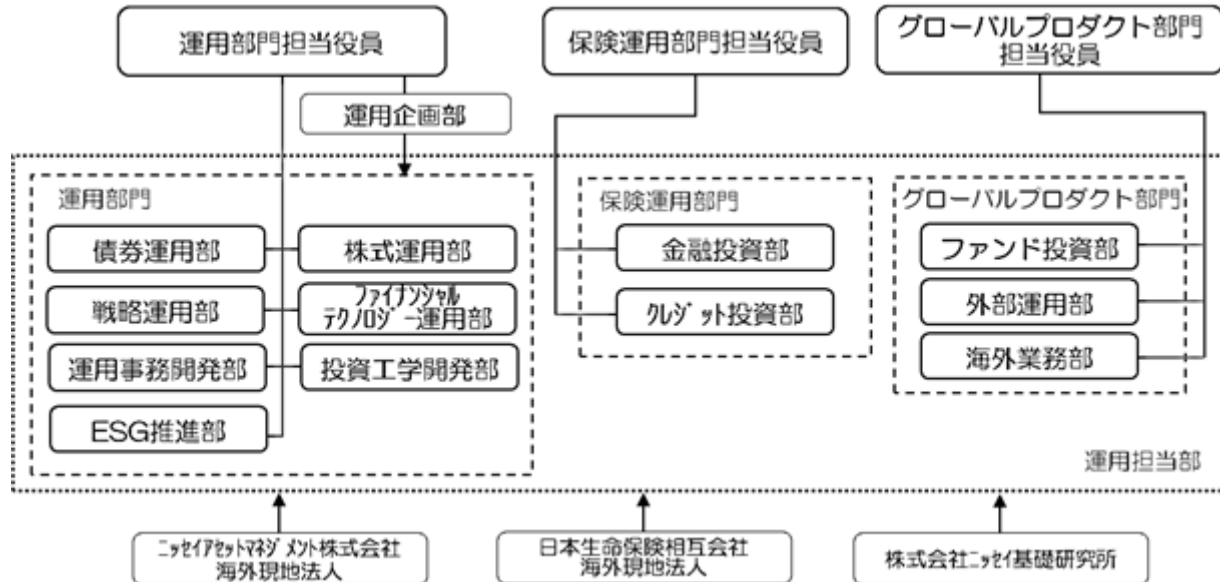 運用部門担当役員
保険運用部門担当役員
グローバルプロダクト部門
担当役員
運用企画部
運用部門
債券運用部
株式運用部
戦略運用部
ファイナンシャル
テクノロジー運用部
運用事務開発部
投資工学開発部
ESG推進部
保険運用部門
金融投資部
クレジット投資部
グローバルプロダクト部門
ファンド投資部
外部運用部
海外業務部
運用担当部
ニッセイアセットマネジメント株式会社
海外現地法人
日本生命保険相互会社
海外現地法人
株式会社ニッセイ基礎研究所